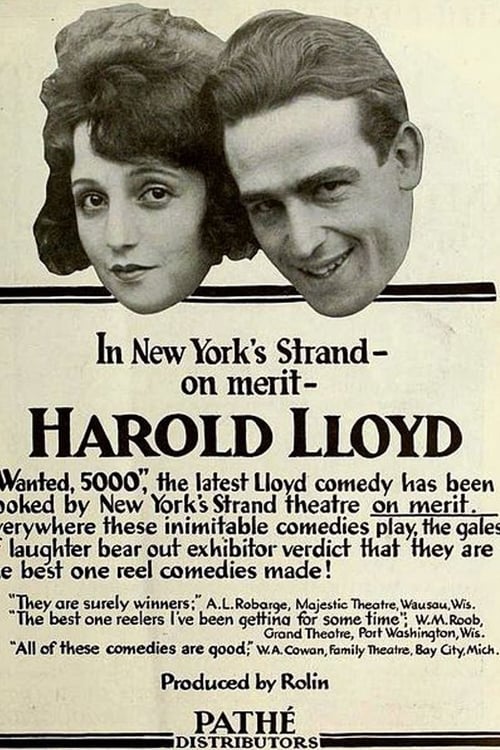 In New York's Strand–
on merit–
HAROLD LLOYD
Wanted, 5000", the latest Lloyd comedy has been
ooked by New York's Strand theatre on merit.
verywhere these inimitable comedies play, the gales
f laughter bear out exhibitor verdict that they are
e best one reel comedies made!
"They are surely winners;" A.L. Robarge, Majestic Theatre, Wausau, Wis.
"The best one reelers I've been getting for some time", W.M. Roob,
Grand Theatre, Port Washington, Wis.
"All of these comedies are good," W.A. Cowan, Family Theatre, Bay City, Mich.
Produced by Rolin
PATHÉ
DISTRIBUTORS